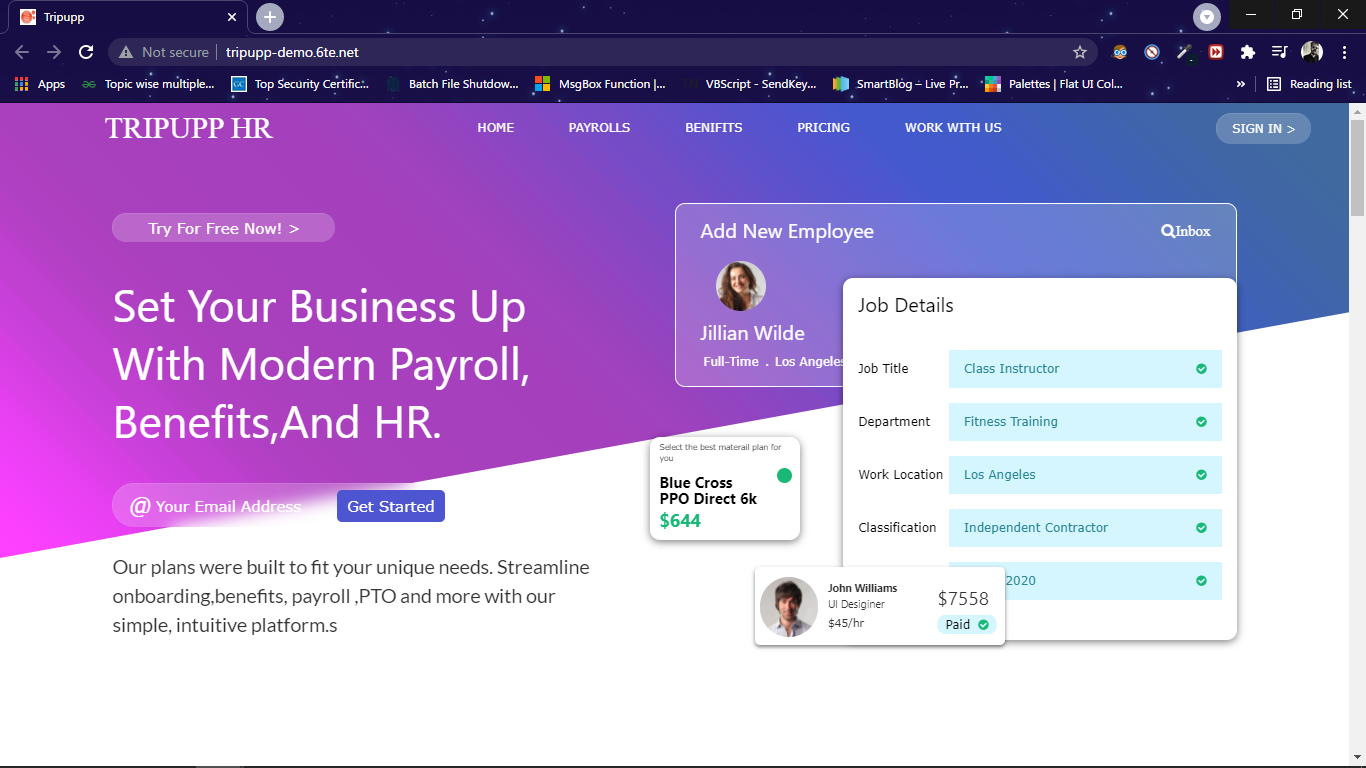 Tripupp
Not secure
tripupp-demo.6te.net
Apps
Topic wise multiple...
Top Security Certific...
Batch File Shutdow...
MsgBox Function |...
VBScript - SendKey...
SmartBlog – Live Pr...
Palettes | Flat UI Col...
»
Reading list
TRIPUPP HR
HOME
PAYROLLS
BENIFITS
PRICING
WORK WITH US
SIGN IN >
Try For Free Now! >
Set Your Business Up
With Modern Payroll,
Benefits,And HR.
@ Your Email Address
Get Started
Our plans were built to fit your unique needs. Streamline
onboarding,benefits, payroll ,PTO and more with our
simple, intuitive platform.s
Add New Employee
Inbox
Jillian Wilde
Full-Time . Los Angeles
Job Details
Job Title
Class Instructor
Department
Fitness Training
Work Location
Los Angeles
Classification
Independent Contractor
2020
Select the best materail plan for
you
Blue Cross
PPO Direct 6k
$644
John Williams
UI Desiginer
$45/hr
$7558
Paid